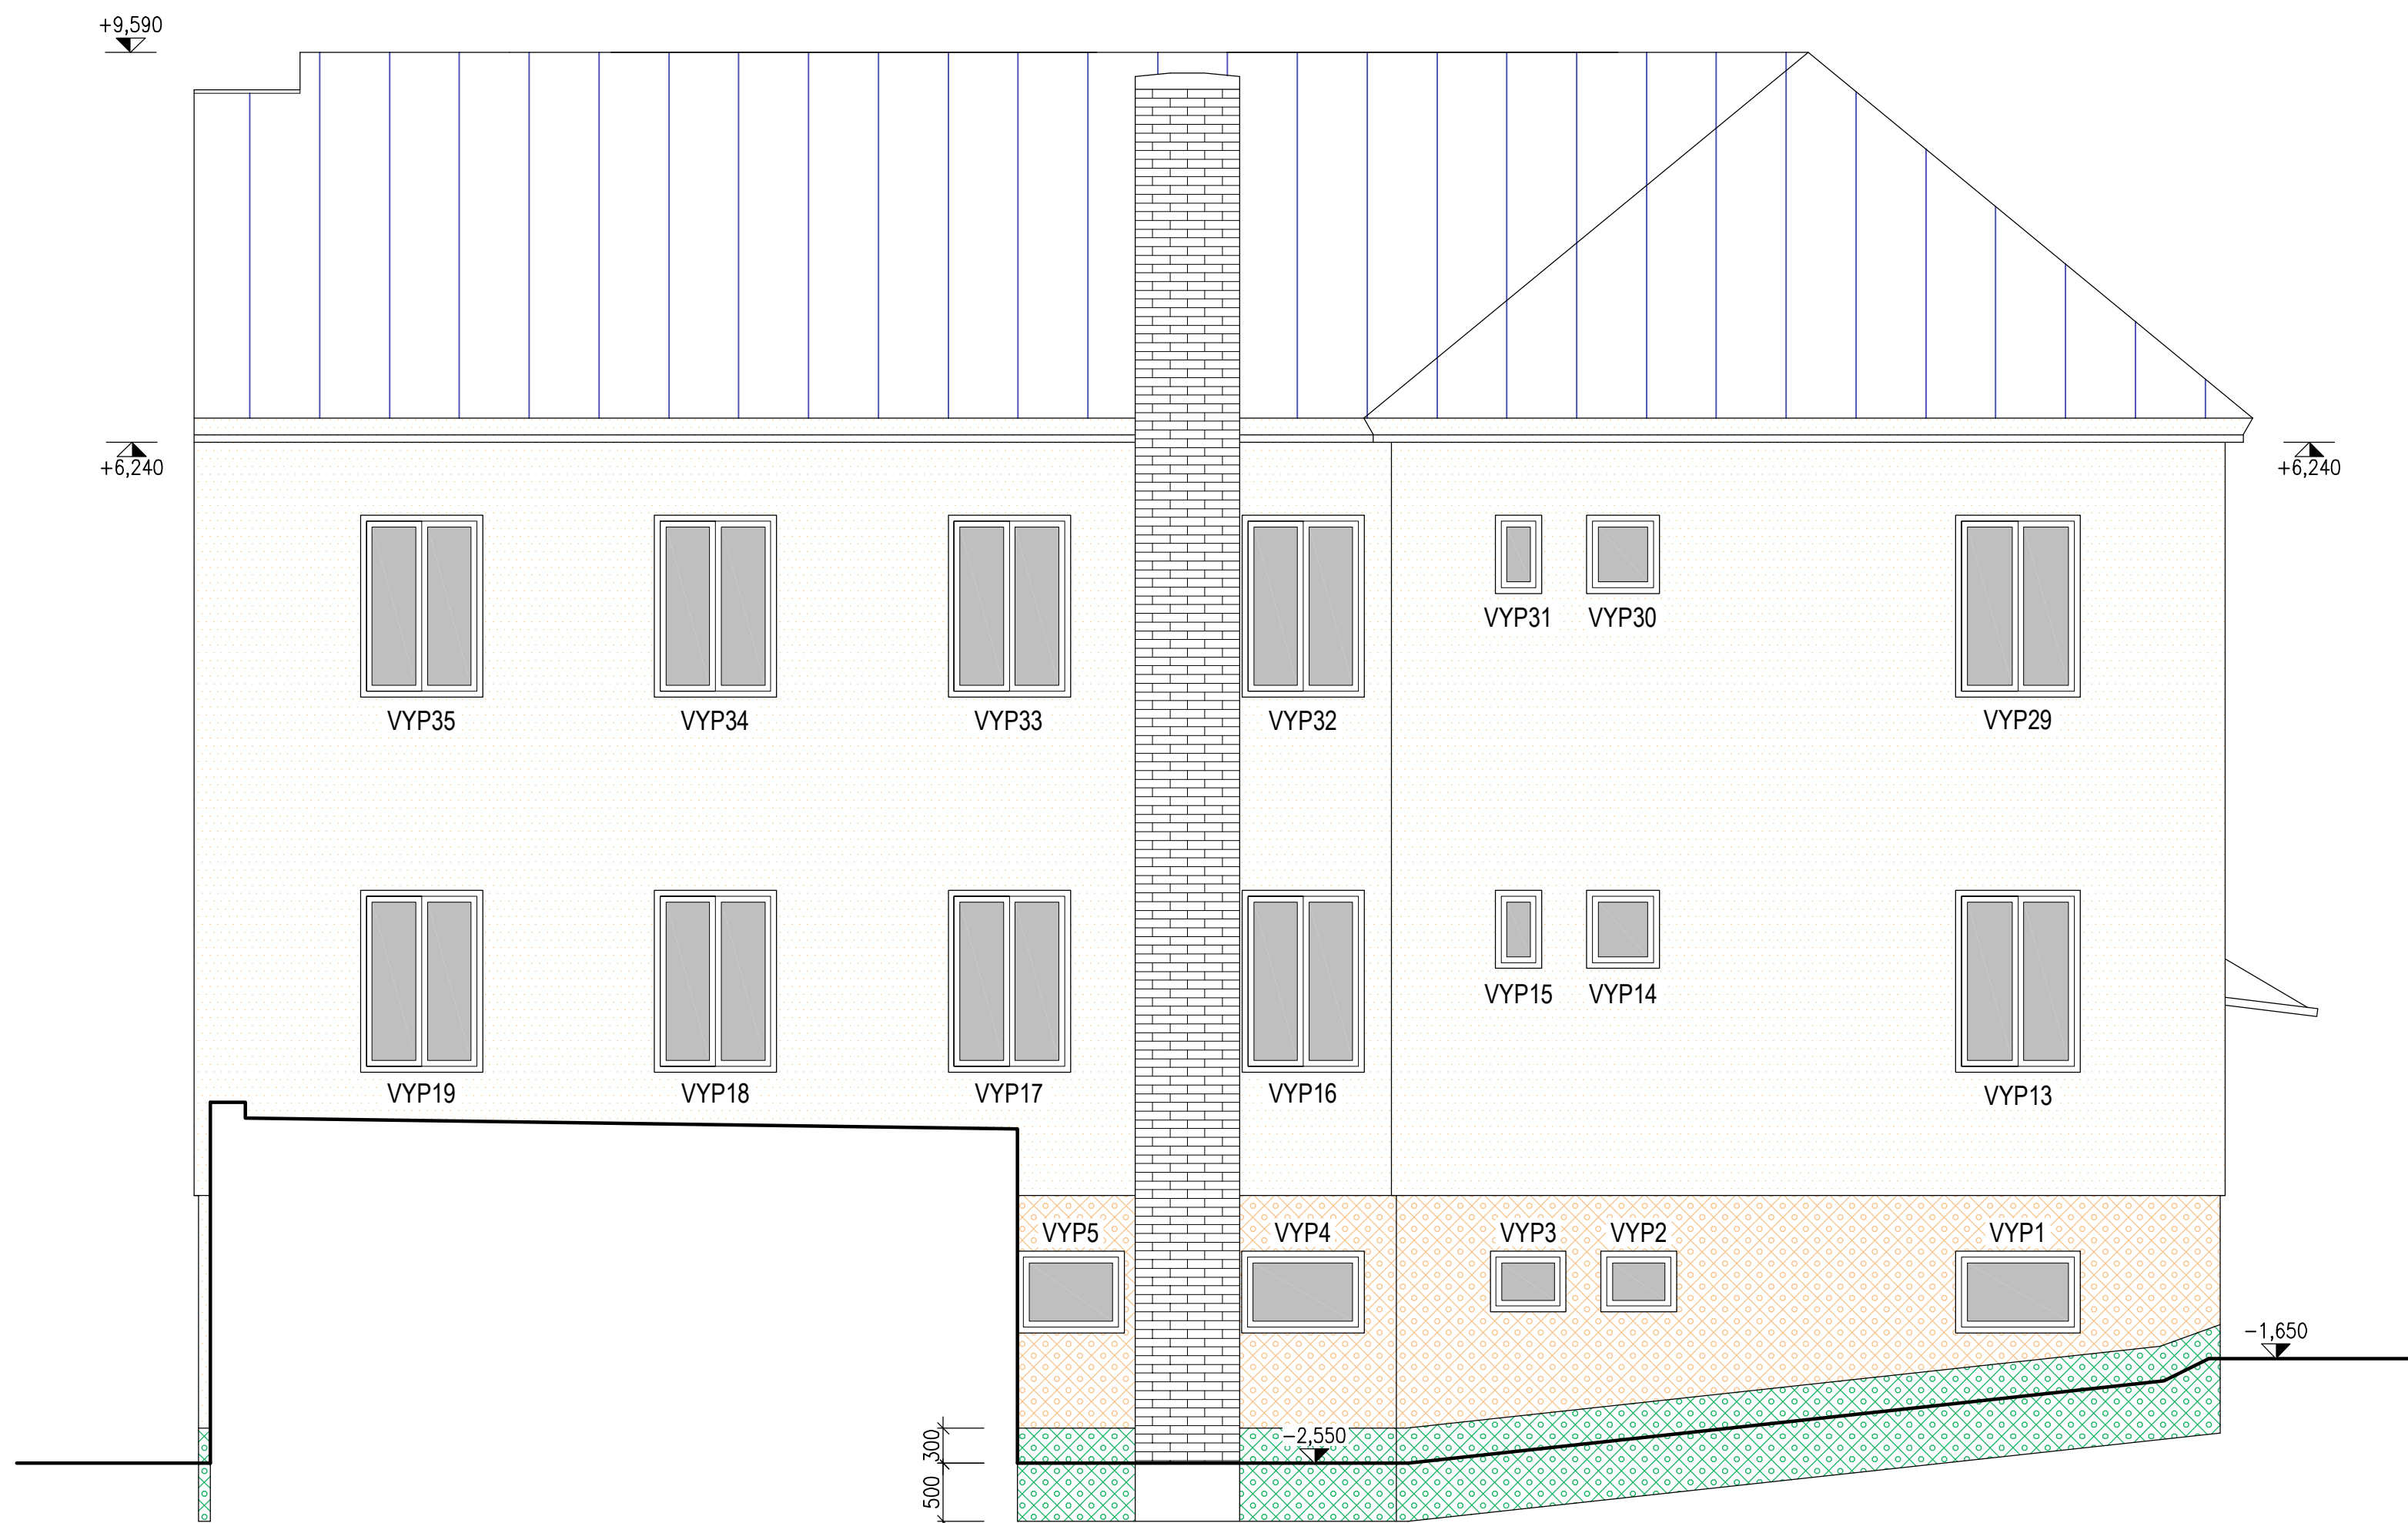 +9,590
+6,240
+6,240
VYP31 VYP30
VYP35 VYP34 VYP33 VYP32 VYP29
VYP15 VYP14
VYP19 VYP18 VYP17 VYP16 VYP13
VYP5 VYP4 VYP3 VYP2 VYP1
-1,650
-2,550
300
500